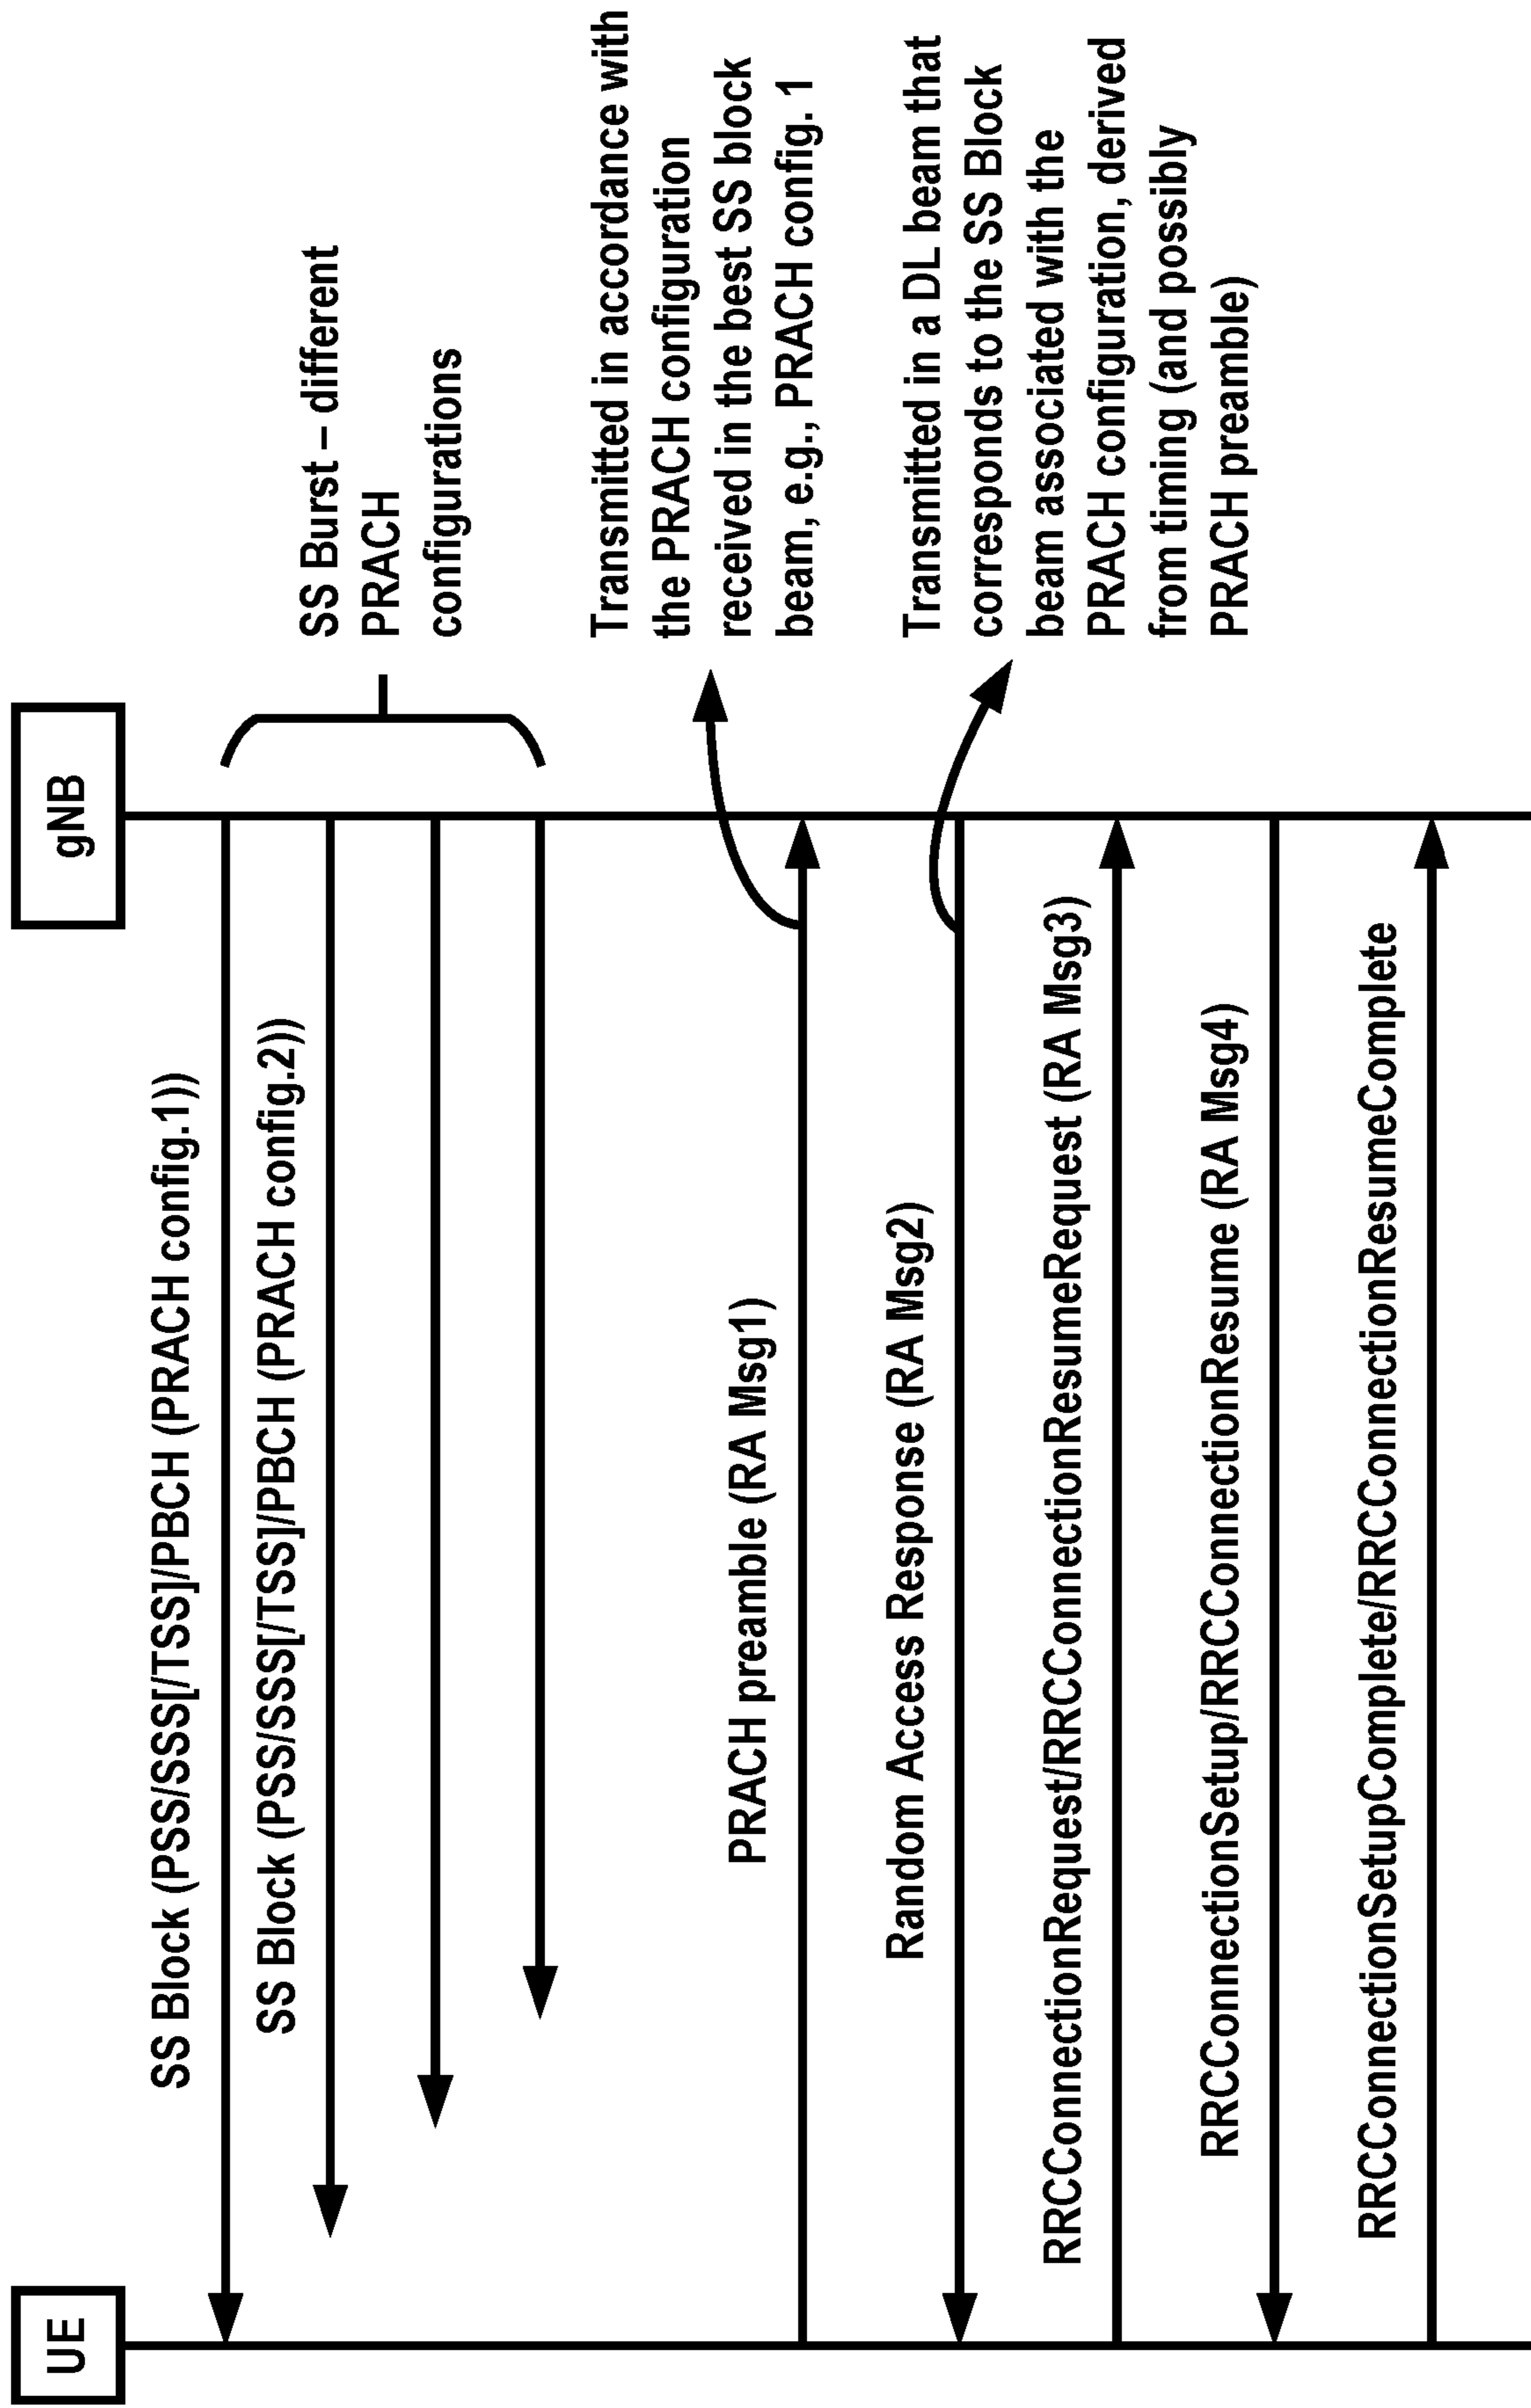 UE
gNB
SS Block (PSS/SSS[/TSS]/PBCH (PRACH config.1))
SS Block (PSS/SSS[/TSS]/PBCH (PRACH config.2))
SS Burst – different
PRACH
configurations
PRACH preamble (RA Msg1)
Transmitted in accordance with
the PRACH configuration
received in the best SS block
beam, e.g., PRACH config. 1
Random Access Response (RA Msg2)
Transmitted in a DL beam that
corresponds to the SS Block
beam associated with the
PRACH configuration, derived
from timing (and possibly
PRACH preamble)
RRCConnectionRequest/RRCConnectionResumeRequest (RA Msg3)
RRCConnectionSetup/RRCConnectionResume (RA Msg4)
RRCConnectionSetupComplete/RRCConnectionResumeComplete